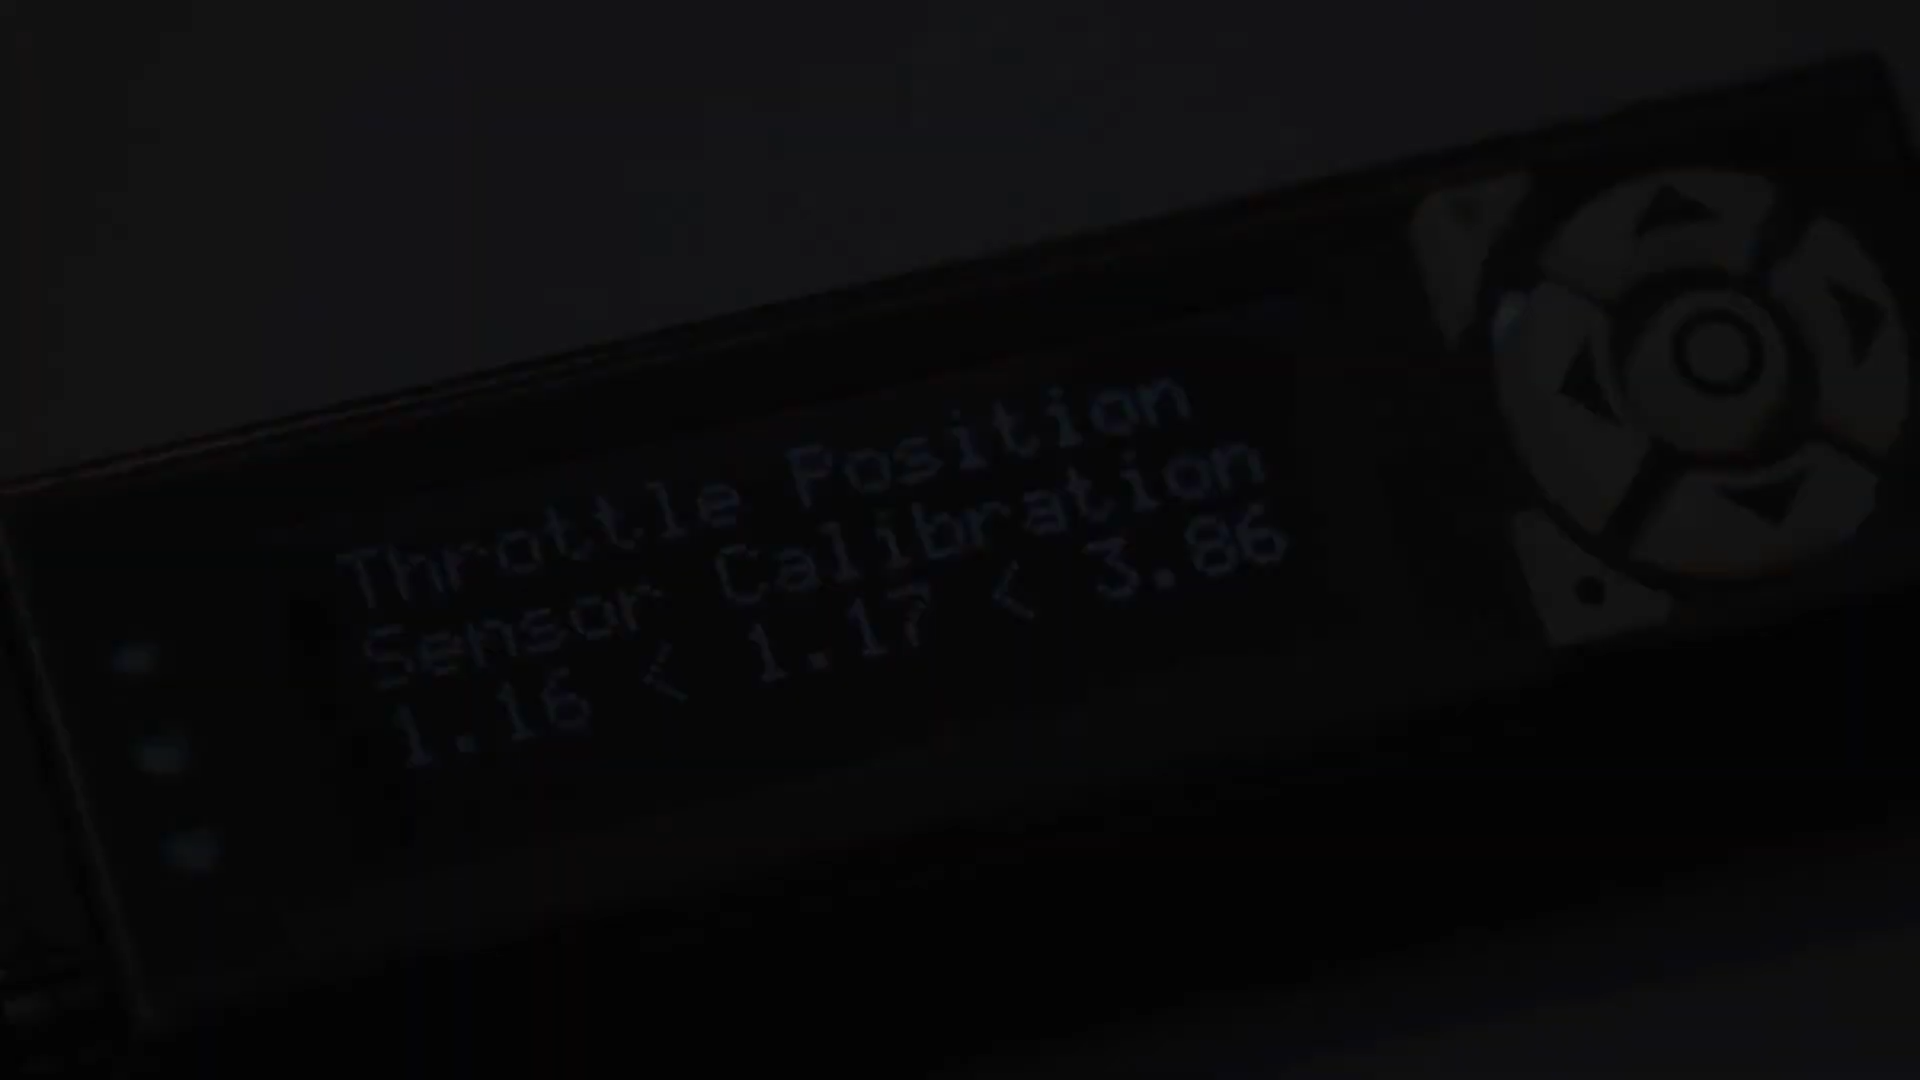 Throttle Position
Sensor Calibration
1.16 < 1.17 < 3.86